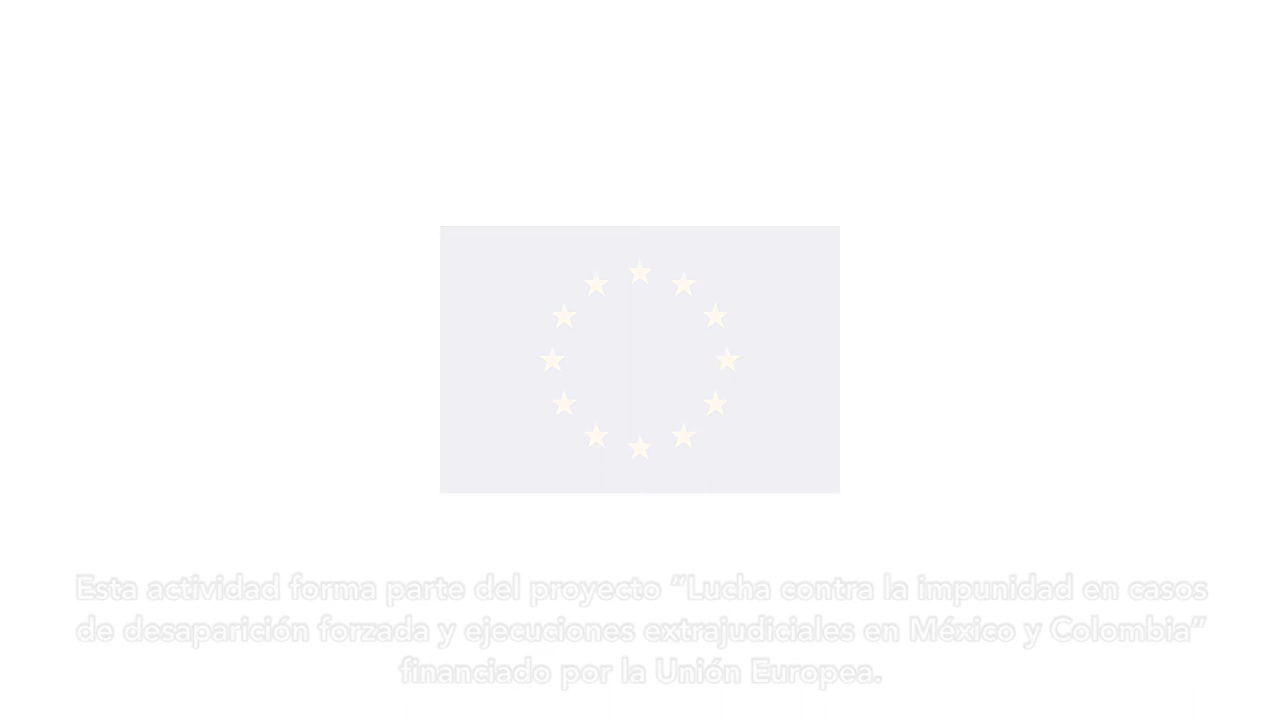 Esta actividad forma parte del proyecto “Lucha contra la impunidad en casos
de desaparición forzada y ejecuciones extrajudiciales en México y Colombia”
financiado por la Unión Europea.